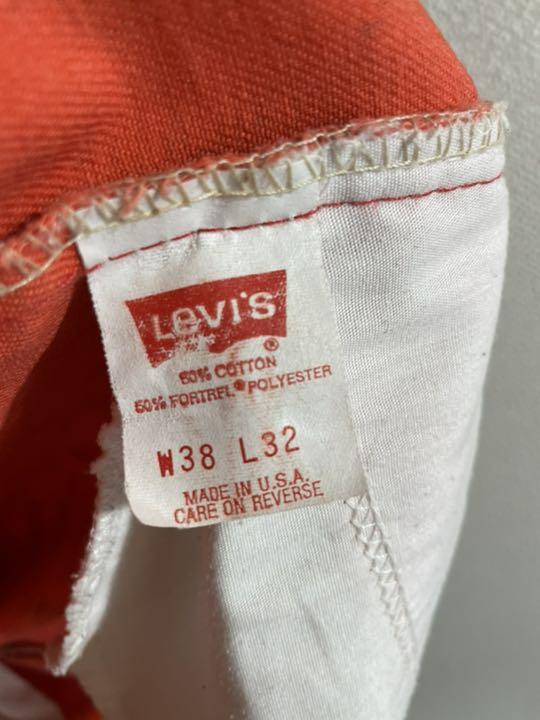 Levi's
®
50% COTTON
50% FORTREL® POLYESTER
W38 L32
MADE IN U.S.A.
CARE ON REVERSE